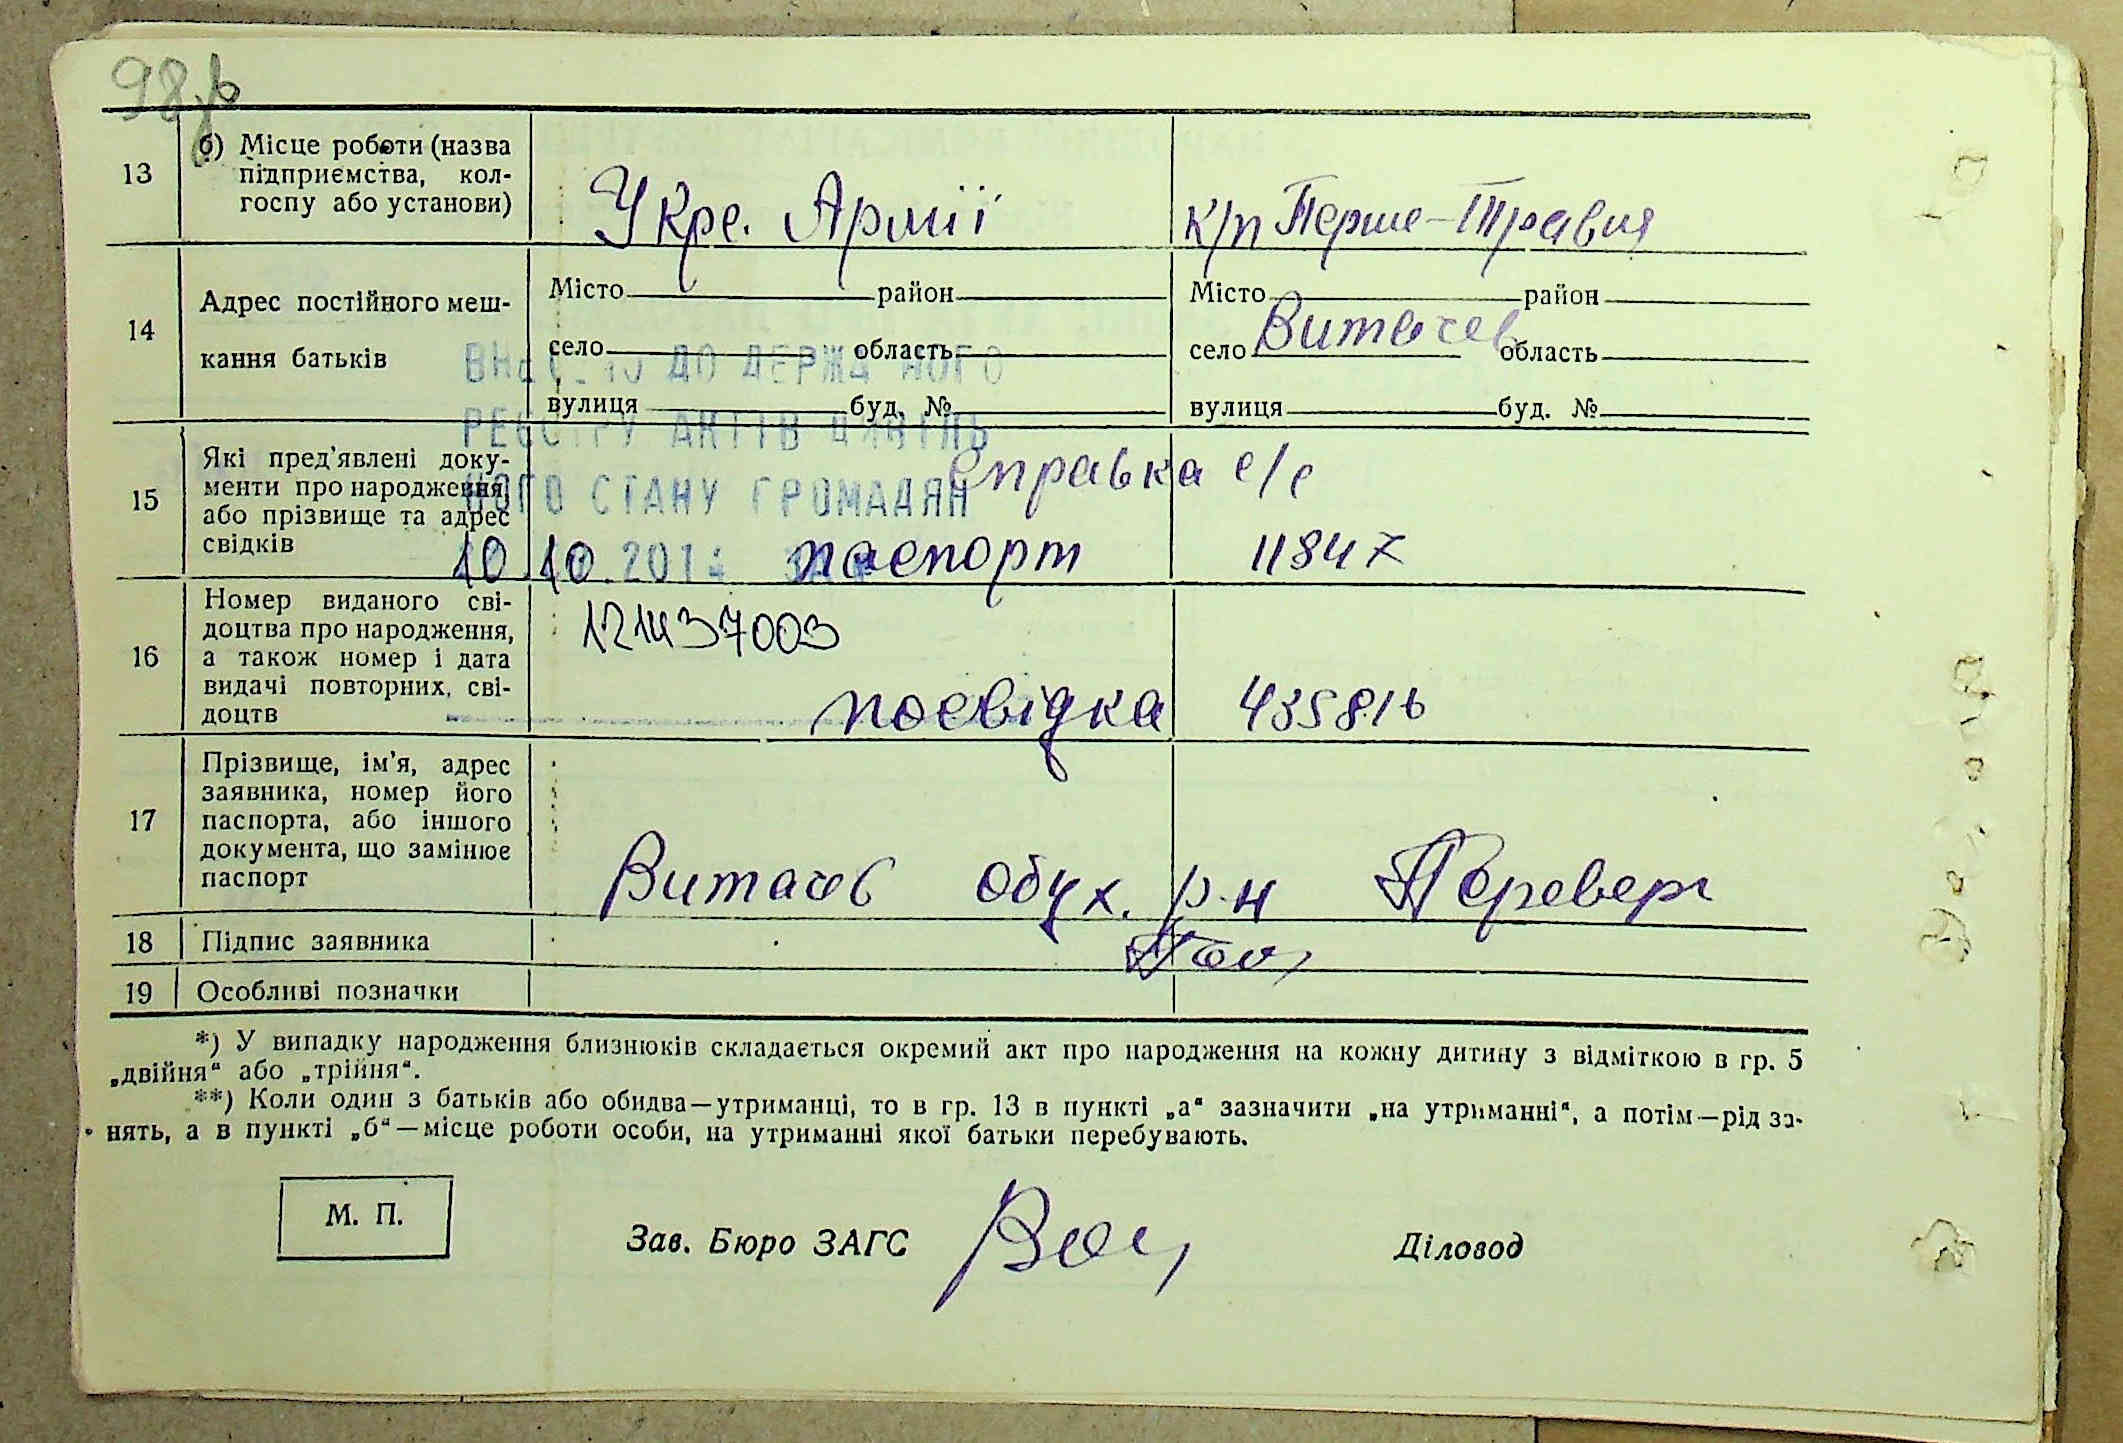 98
13
б) Місце роботи (назва
підприємства, кол-
госпу або установи)
Армії
к/п Перше-Травня
14
Адрес постійного меш-
кання батьків
Місто район
село область
вулиця буд. №
Місто район
село Витачев область
вулиця буд. №
ВНЕСЕНО ДО ДЕРЖАВНОГО
РЕЄСТРУ АКТІВ ЦИВІЛЬ
НОГО СТАНУ ГРОМАДЯН
10.10.201
15
Які пред’явлені доку-
менти про народження,
або прізвище та адрес
свідків
справка с/с
паспорт 11847
16
Номер виданого сві-
доцтва про народження,
а також номер і дата
видачі повторних, сві-
доцтв
121437003
посвідка 435816
17
Прізвище, ім’я, адрес
заявника, номер його
паспорта, або іншого
документа, що замінює
паспорт
Витачев Обух. р-н
18
Підпис заявника
19
Особливі позначки
*) У випадку народження близнюків складається окремий акт про народження на кожну дитину з відміткою в гр. 5
„двійня“ або „трійня“.
**) Коли один з батьків або обидва—утриманці, то в гр. 13 в пункті „а“ зазначити „на утриманні“, а потім—рід за-
нять, а в пункті „б“—місце роботи особи, на утриманні якої батьки перебувають.
М. П.
Зав. Бюро ЗАГС
Діловод